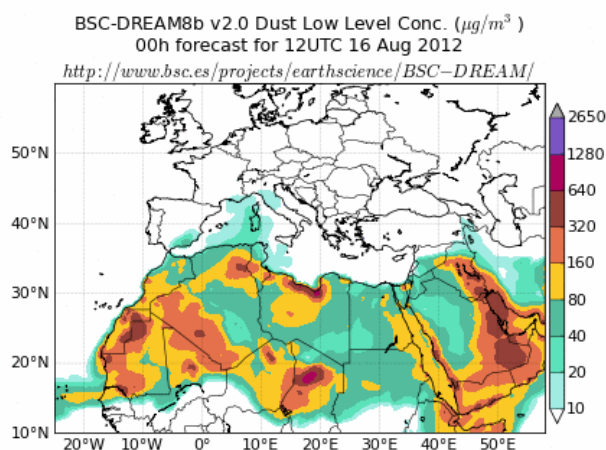 BSC-DREAM8b v2.0 Dust Low Level Conc. (μg/m³ )
00h forecast for 12UTC 16 Aug 2012
http://www.bsc.es/projects/earthscience/BSC−DREAM/
50°N
40°N
30°N
20°N
10°N
20°W
10°W
0°
10°E
20°E
30°E
40°E
50°E
2650
1280
640
320
160
80
40
20
10